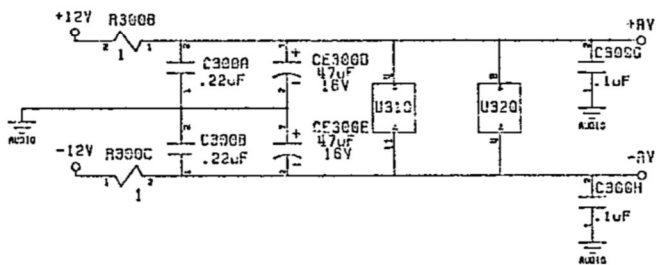 +12V
R300B
2
1
1
+AV
C300A
.22uF
CE300D
47uF
16V
U310
U320
C300G
.1uF
AUDIO
AUDIO
C300B
.22uF
CE300E
47uF
16V
-12V
R300C
1
2
1
-AV
C300H
.1uF
AUDIO